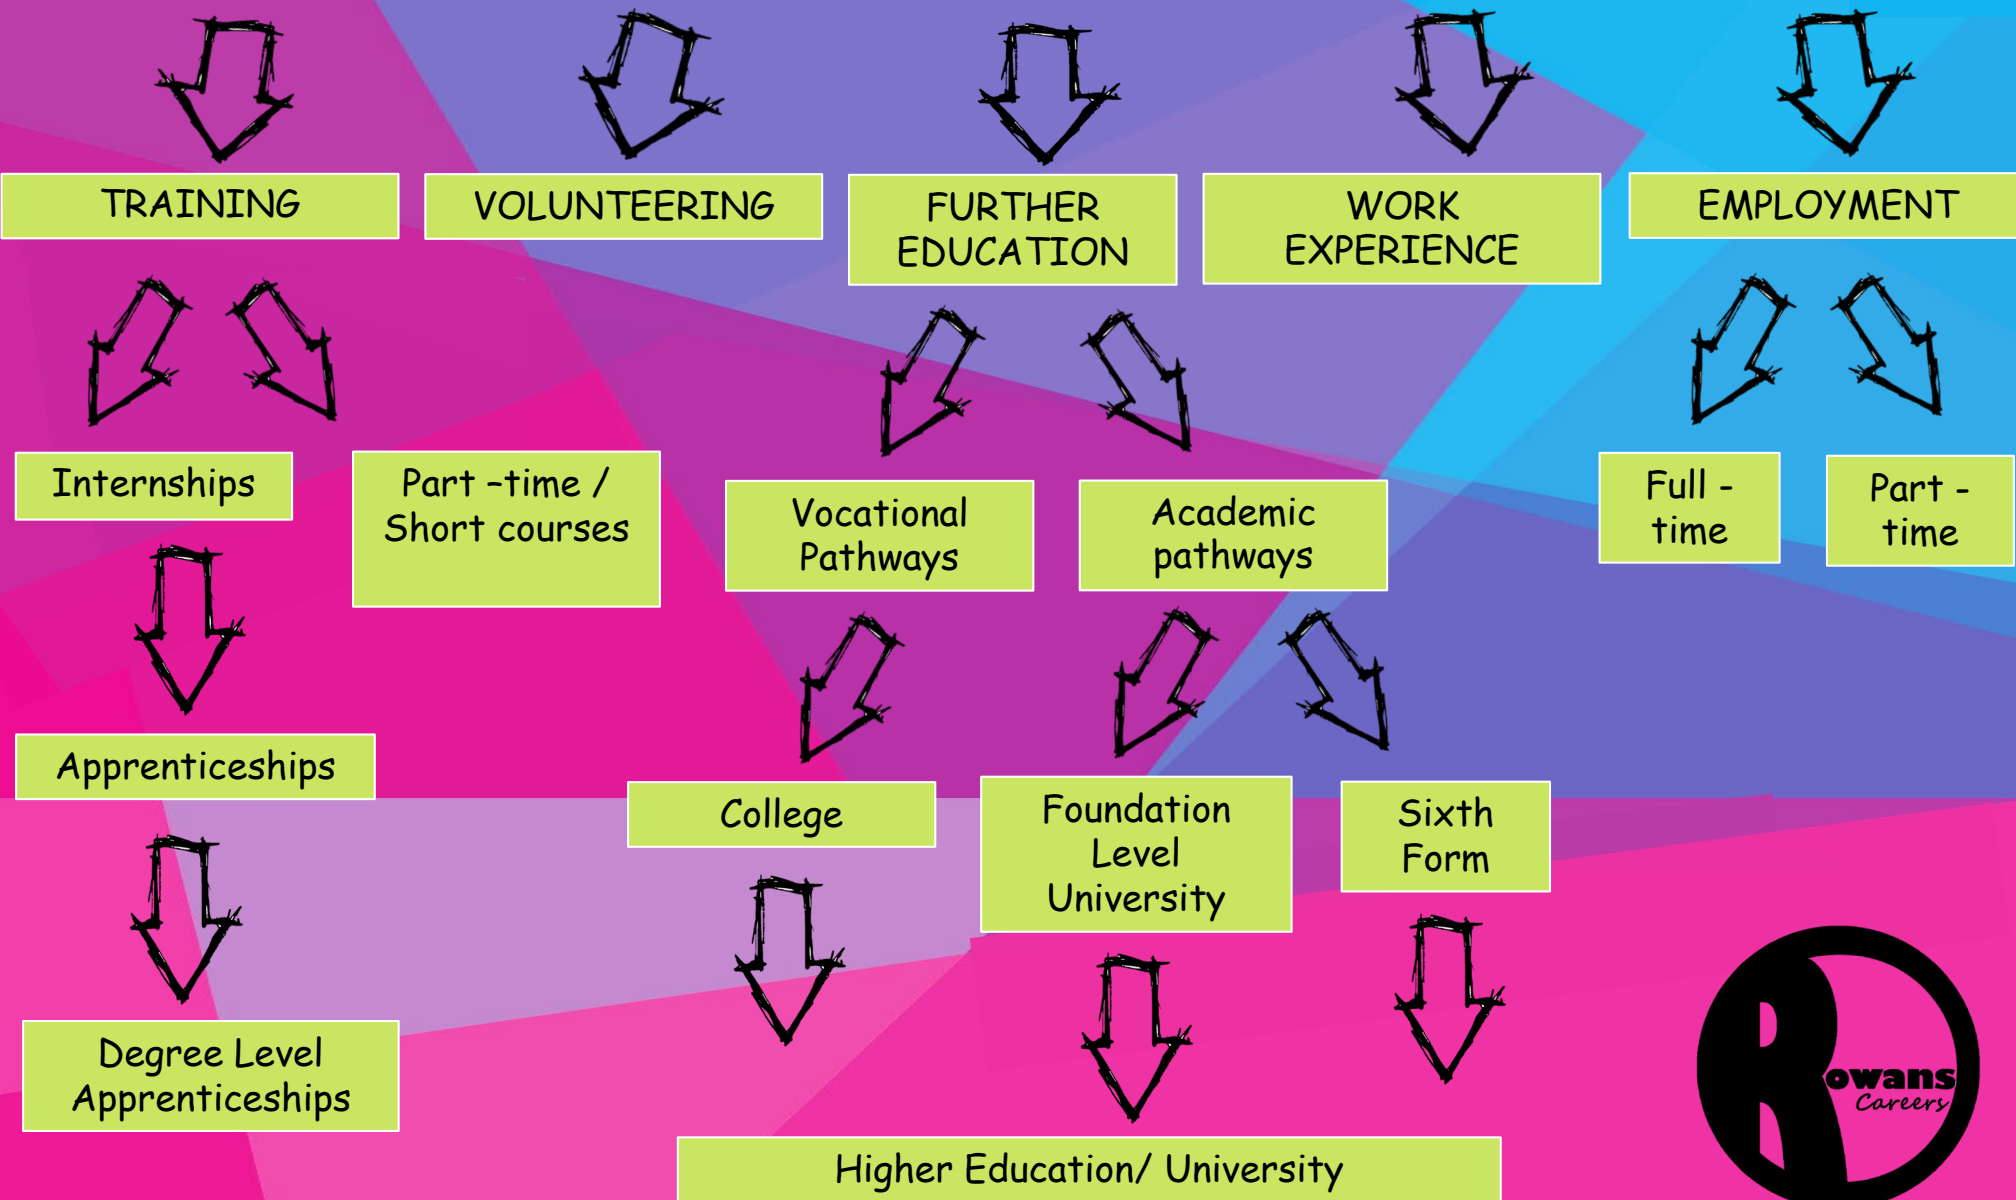 TRAINING
VOLUNTEERING
FURTHER
EDUCATION
WORK
EXPERIENCE
EMPLOYMENT
Internships
Part –time /
Short courses
Vocational
Pathways
Academic
pathways
Full -
time
Part -
time
Apprenticeships
College
Foundation
Level
University
Sixth
Form
Degree Level
Apprenticeships
Higher Education/ University
Rowans
Careers